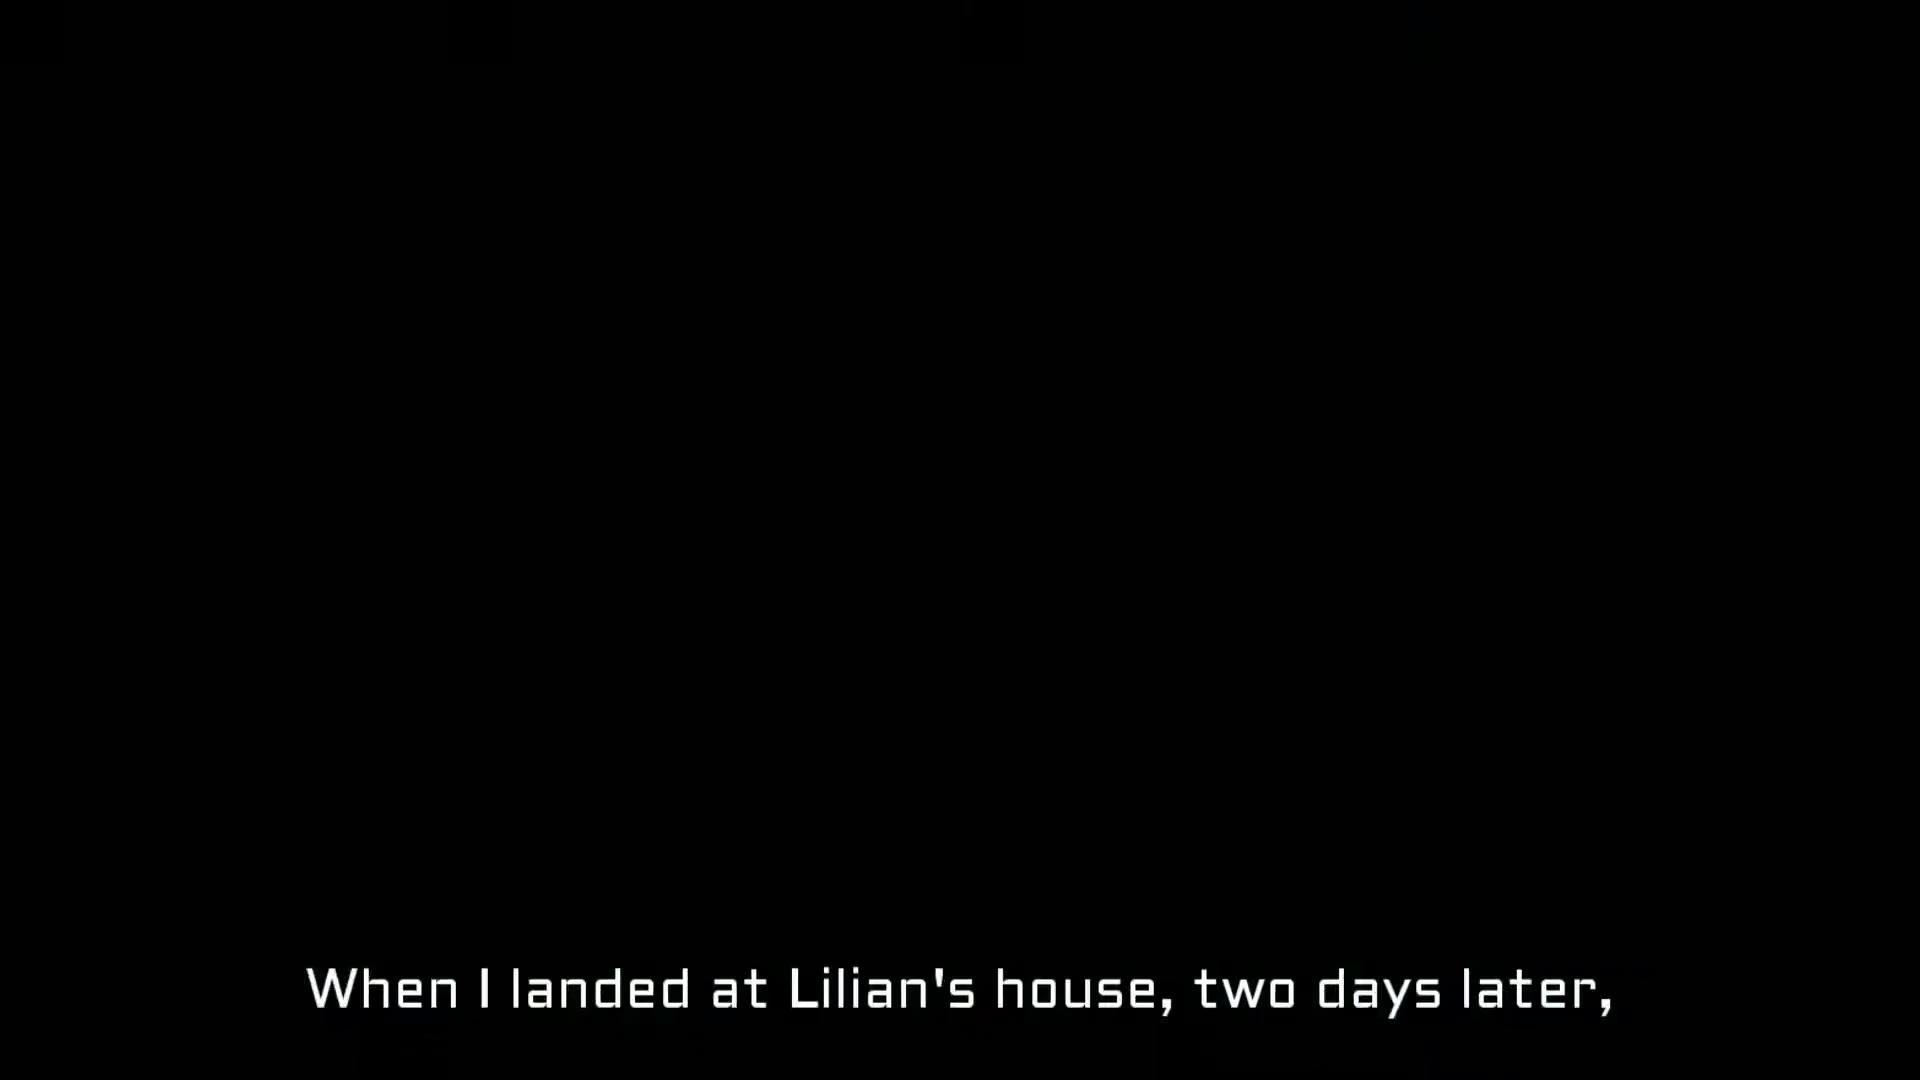 When I landed at Lilian's house, two days later,